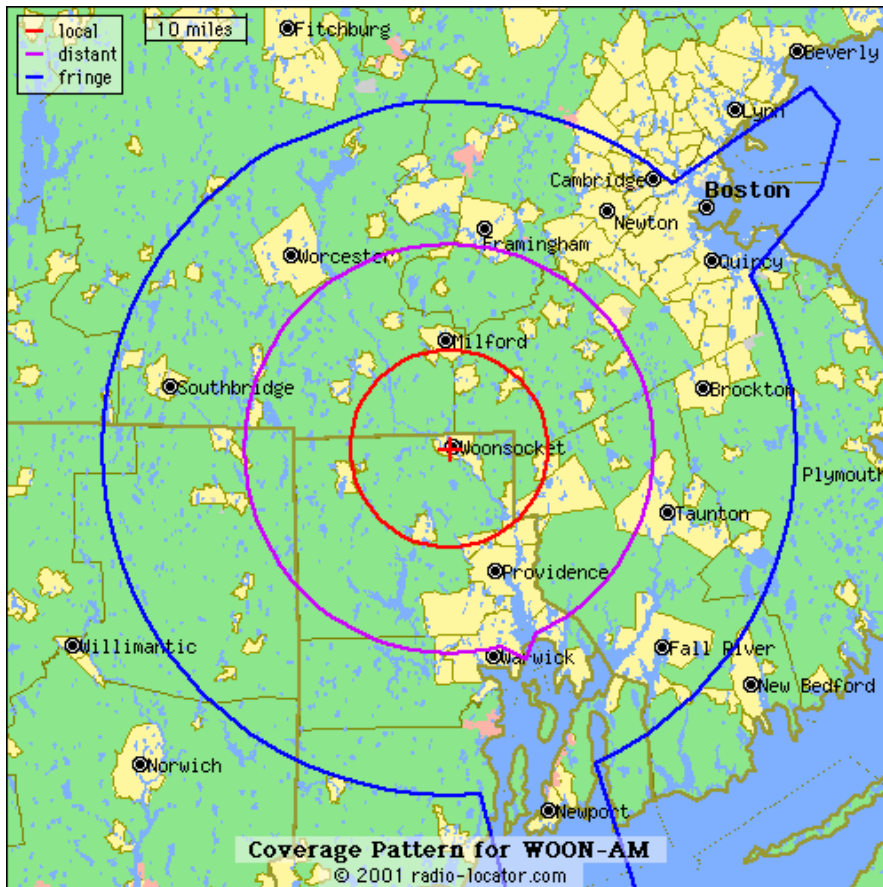 local
distant
fringe
10 miles
Fitchburg
Beverly
Lynn
Cambridge
Boston
Newton
Framingham
Worcester
Quincy
Milford
Southbridge
Brockton
Woonsocket
Plymouth
Taunton
Providence
Willimantic
Warwick
Fall River
New Bedford
Norwich
Newport
Coverage Pattern for WOON-AM
© 2001 radio-locator.com